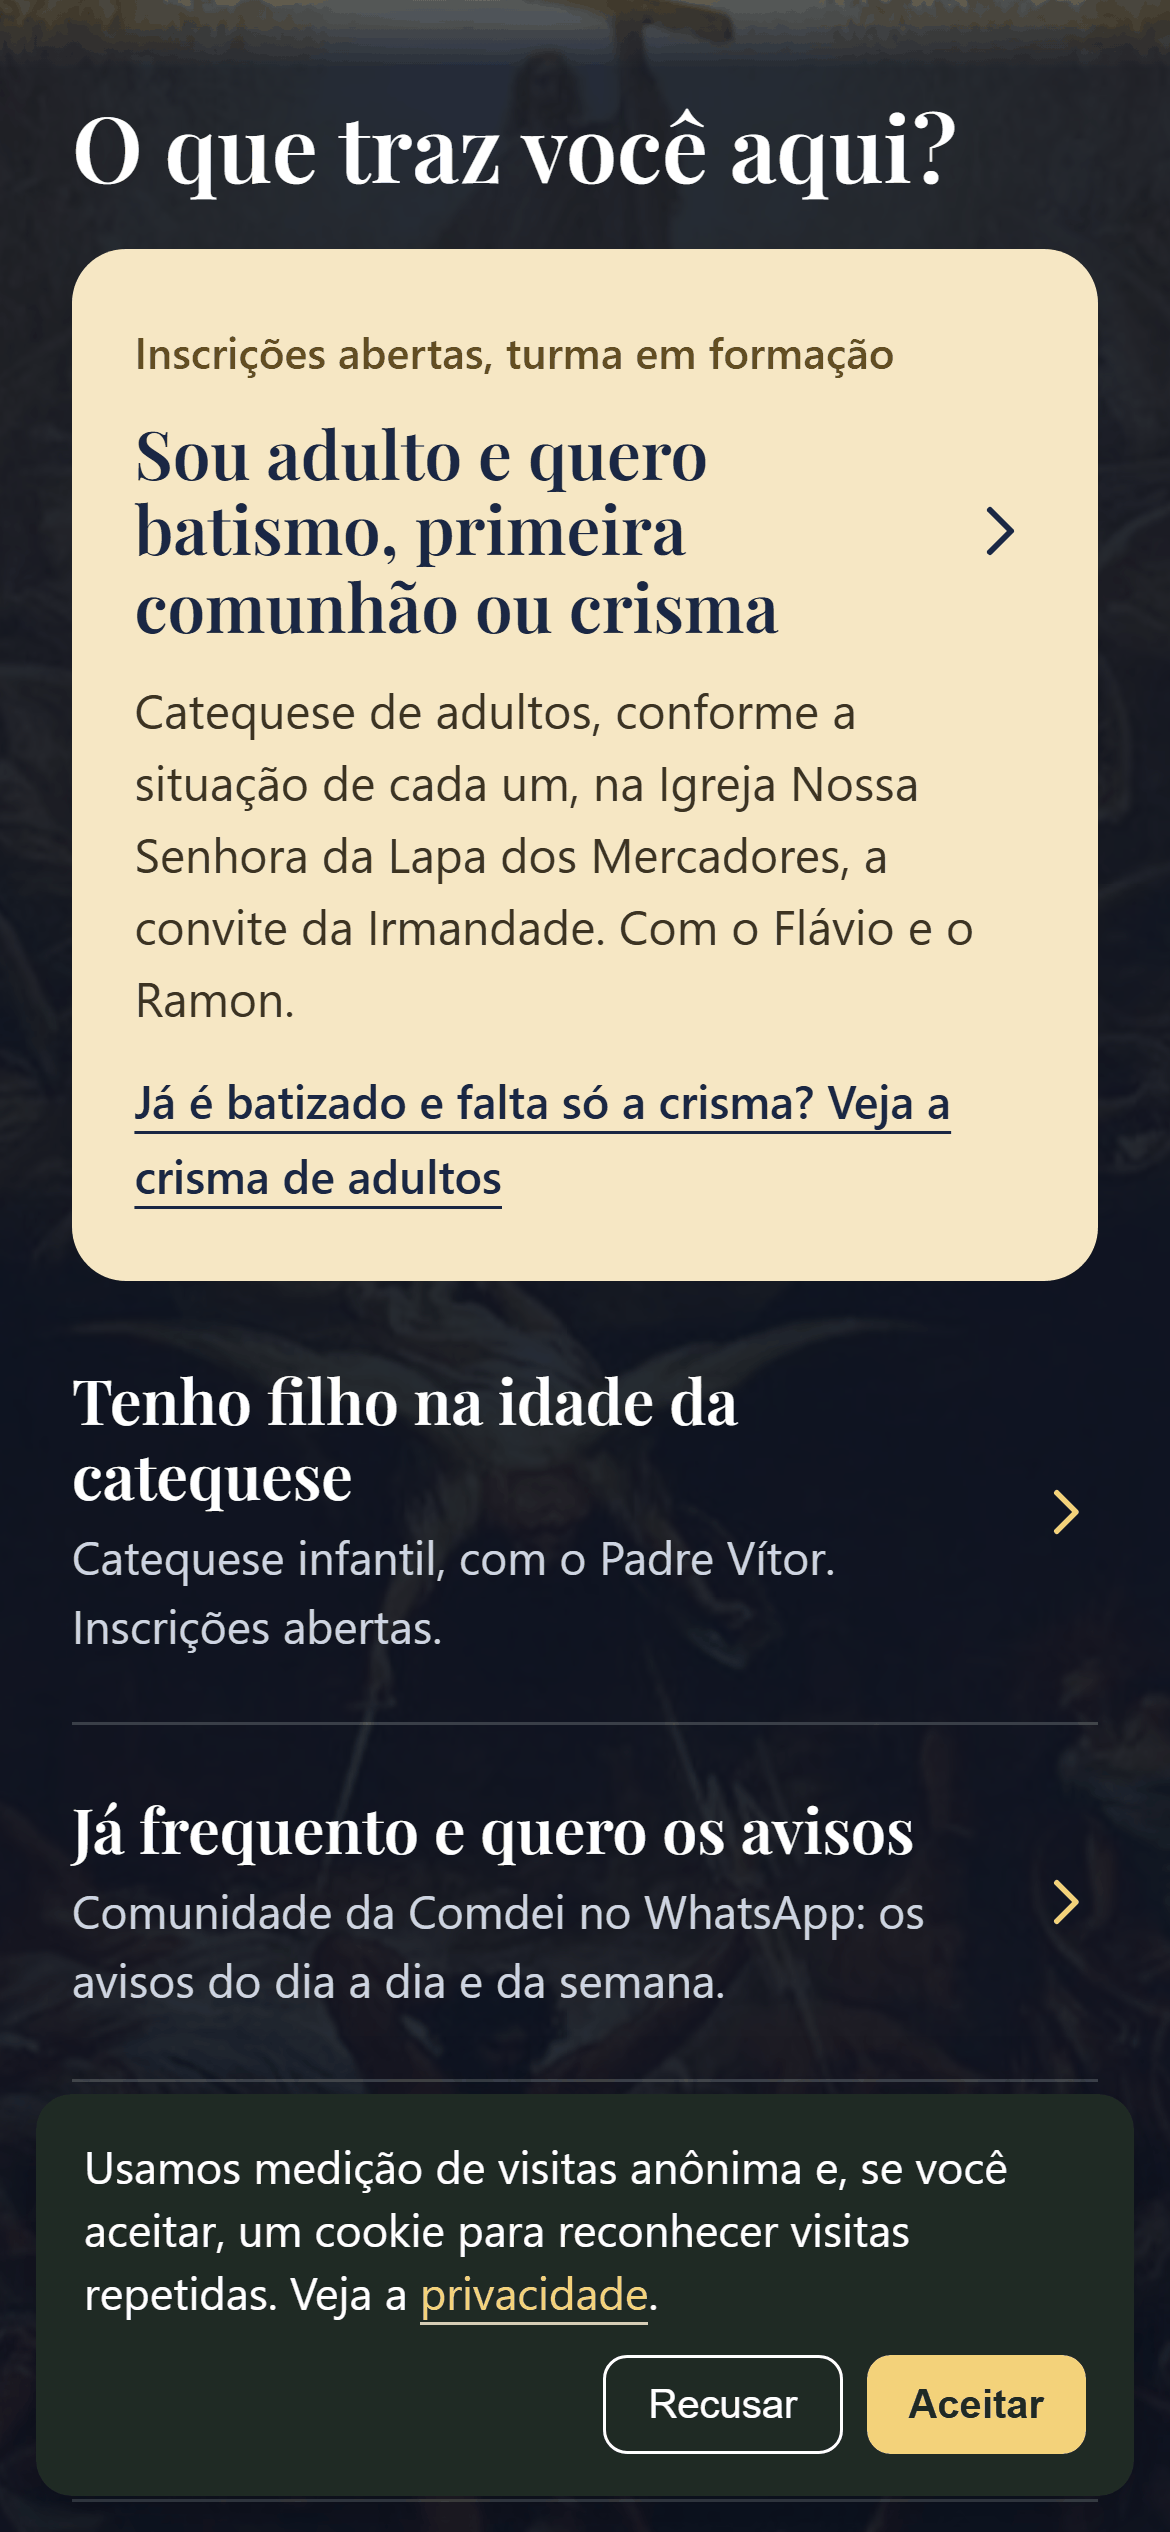 O que traz você aqui?
Inscrições abertas, turma em formação
Sou adulto e quero
batismo, primeira
comunhão ou crisma
Catequese de adultos, conforme a
situação de cada um, na Igreja Nossa
Senhora da Lapa dos Mercadores, a
convite da Irmandade. Com o Flávio e o
Ramon.
Já é batizado e falta só a crisma? Veja a
crisma de adultos
Tenho filho na idade da
catequese
Catequese infantil, com o Padre Vítor.
Inscrições abertas.
Já frequento e quero os avisos
Comunidade da Comdei no WhatsApp: os
avisos do dia a dia e da semana.
Usamos medição de visitas anônima e, se você
aceitar, um cookie para reconhecer visitas
repetidas. Veja a privacidade.
Recusar
Aceitar